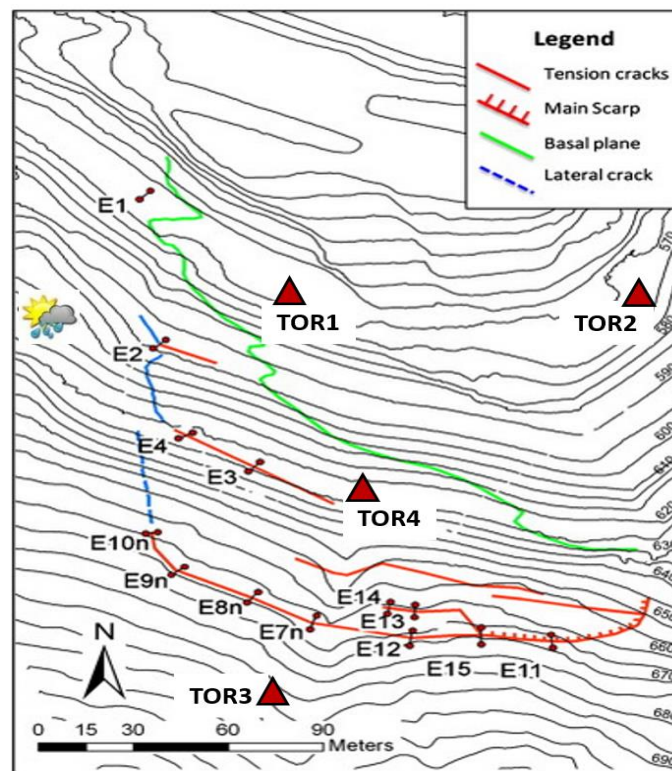 Legend
Tension cracks
Main Scarp
Basal plane
Lateral crack
E1
570
TOR1
TOR2
E2
590
600
E4
610
E3
620
TOR4
630
E10n
640
E9n
E14
650
E8n
E13
E7n
E12
660
E15
E11
670
N
TOR3
680
0 15 30 60 90
Meters